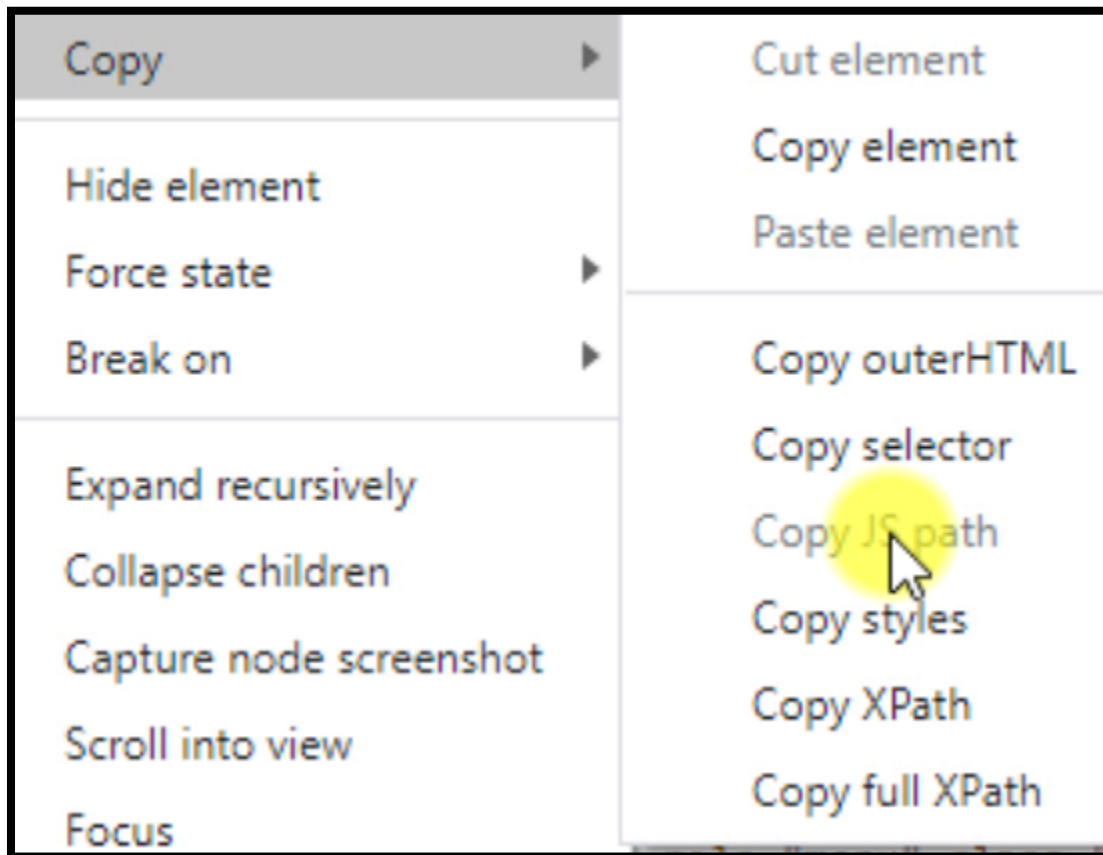 Copy
Hide element
Force state
Break on
Expand recursively
Collapse children
Capture node screenshot
Scroll into view
Focus
Cut element
Copy element
Paste element
Copy outerHTML
Copy selector
Copy JS path
Copy styles
Copy XPath
Copy full XPath